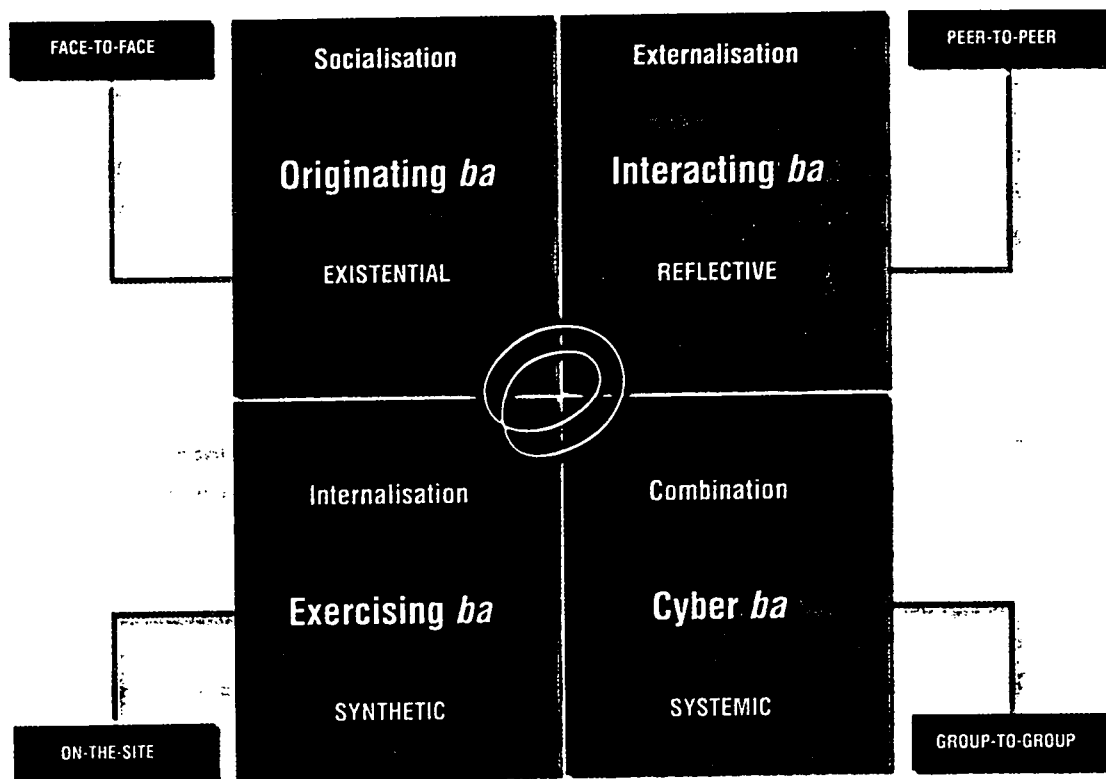 FACE-TO-FACE
Socialisation
Originating ba
EXISTENTIAL
Externalisation
Interacting ba
REFLECTIVE
PEER-TO-PEER
Internalisation
Exercising ba
SYNTHETIC
ON-THE-SITE
Combination
Cyber ba
SYSTEMIC
GROUP-TO-GROUP